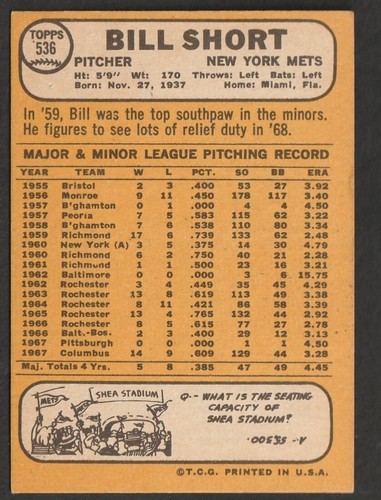 TOPPS
536
BILL SHORT
PITCHER NEW YORK METS
Ht: 5'9" Wt: 170 Throws: Left Bats: Left
Born: Nov. 27, 1937 Home: Miami, Fla.
In '59, Bill was the top southpaw in the minors.
He figures to see lots of relief duty in '68.
MAJOR & MINOR LEAGUE PITCHING RECORD
YEAR TEAM W L PCT. SO BB ERA
1955 Bristol 2 3 .400 53 27 3.92
1956 Monroe 9 11 .450 178 117 3.40
1957 B'ghamton 0 1 .000 4 4 4.50
1957 Peoria 7 5 .583 115 62 3.22
1958 B'ghamton 7 6 .538 110 80 3.34
1959 Richmond 17 6 .739 133 62 2.48
1960 New York (A) 3 5 .375 14 30 4.79
1960 Richmond 6 2 .750 40 21 2.28
1961 Richmond 1 1 .500 23 16 3.21
1962 Baltimore 0 0 .000 3 6 15.75
1962 Rochester 3 4 .449 35 45 4.29
1963 Rochester 13 8 .619 113 49 3.38
1964 Rochester 8 11 .421 86 58 3.39
1965 Rochester 13 4 .765 132 44 2.92
1966 Rochester 8 5 .615 77 27 2.78
1966 Balt.-Bos. 2 3 .400 29 12 3.13
1967 Pittsburgh 0 0 .000 1 1 4.50
1967 Columbus 14 9 .609 129 44 3.28
Maj. Totals 4 Yrs. 5 8 .385 47 49 4.45
METS
SHEA STADIUM
METS
Q-- WHAT IS THE SEATING
CAPACITY OF
SHEA STADIUM?
A-
©T.C.G. PRINTED IN U.S.A.